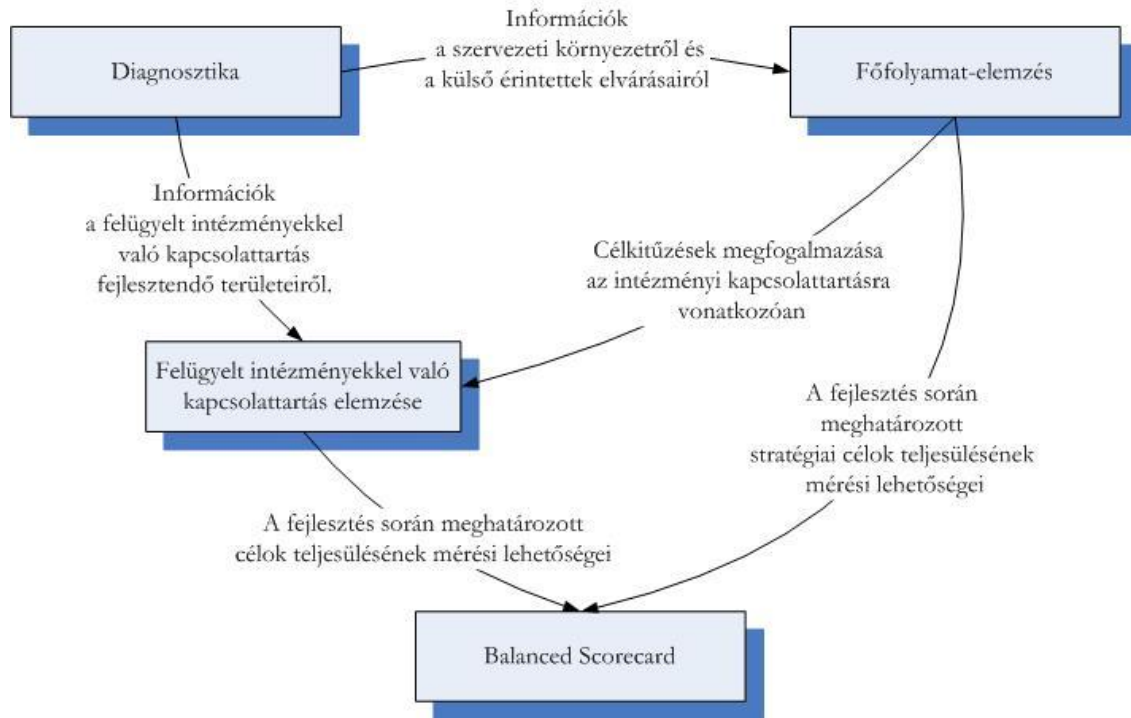 Információk
a szervezeti környezetről és
a külső érintettek elvárásairól
Diagnosztika
Főfolyamat-elemzés
Információk
a felügyelt intézményekkel
való kapcsolattartás
fejlesztendő területeiről.
Célkitűzések megfogalmazása
az intézményi kapcsolattartásra
vonatkozóan
Felügyelt intézményekkel való
kapcsolattartás elemzése
A fejlesztés során
meghatározott
stratégiai célok teljesülésének
mérési lehetőségei
A fejlesztés során meghatározott
célok teljesülésének mérési lehetőségei
Balanced Scorecard